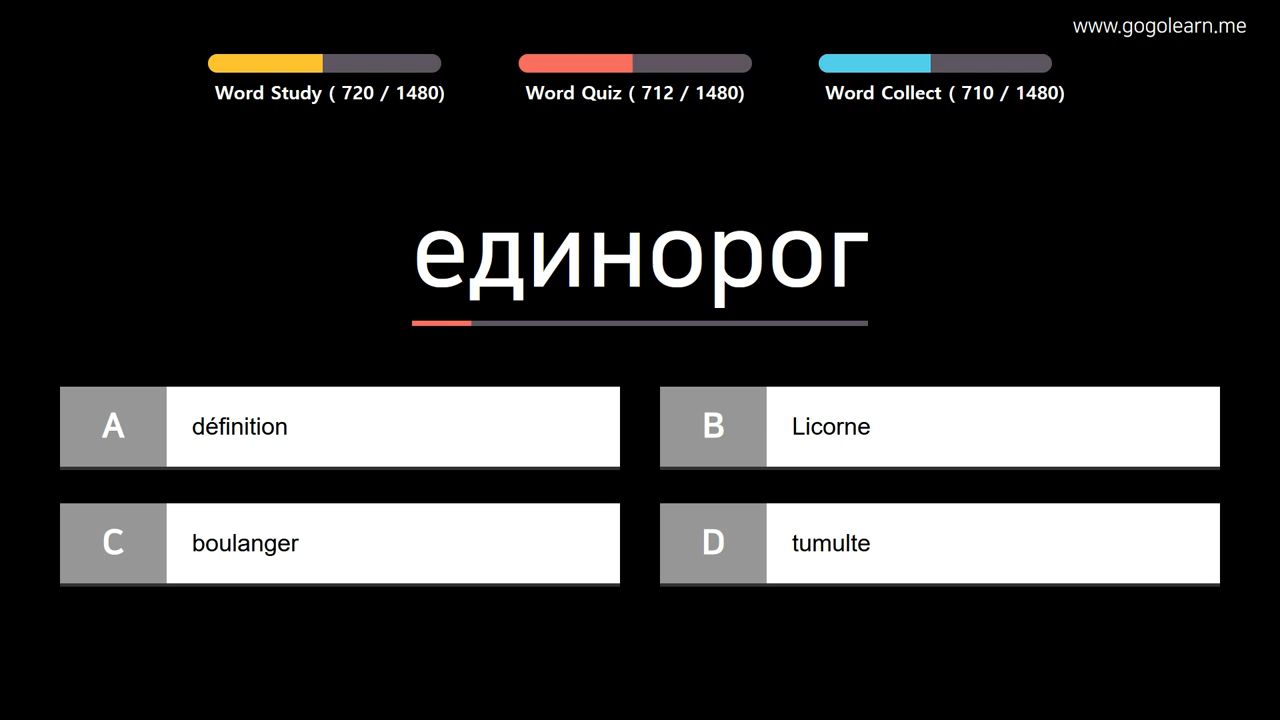 www.gogolearn.me
Word Study ( 720 / 1480)
Word Quiz ( 712 / 1480)
Word Collect ( 710 / 1480)
единорог
A
définition
B
Licorne
C
boulanger
D
tumulte